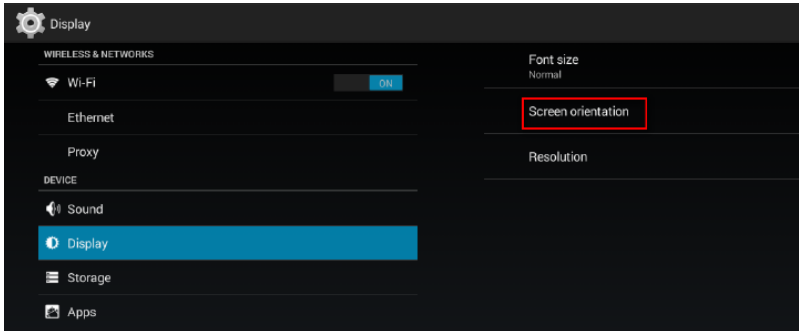 Display
WIRELESS & NETWORKS
Wi-Fi
ON
Ethernet
Proxy
DEVICE
Sound
Display
Storage
Apps
Font size
Normal
Screen orientation
Resolution